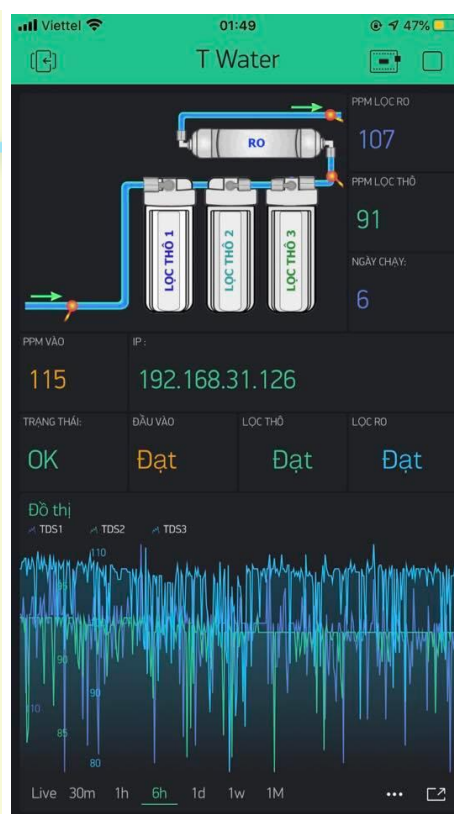 Viettel 01:49 47%
T Water
PPM LỌC RO
107
RO
PPM LỌC THÔ
91
LỌC THÔ 1
LỌC THÔ 2
LỌC THÔ 3
NGÀY CHẠY:
6
PPM VÀO
115
IP :
192.168.31.126
TRẠNG THÁI:
OK
ĐẦU VÀO
Đạt
LỌC THÔ
Đạt
LỌC RO
Đạt
Đồ thị
TDS1 TDS2 TDS3
110
95
90
90
110
85
80
Live 30m 1h 6h 1d 1w 1M